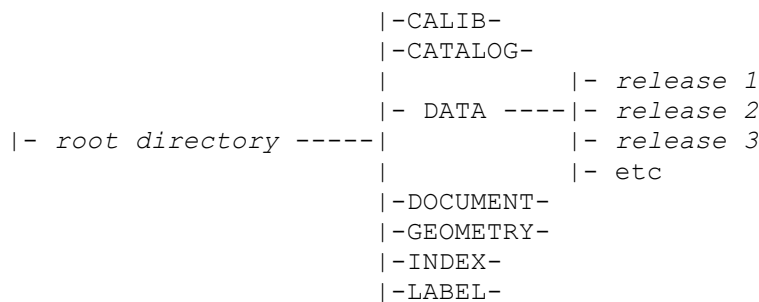 |-CALIB-
|-CATALOG-
| |- release 1
|- DATA ----|- release 2
|- root directory -----| |- release 3
| |- etc
|-DOCUMENT-
|-GEOMETRY-
|-INDEX-
|-LABEL-